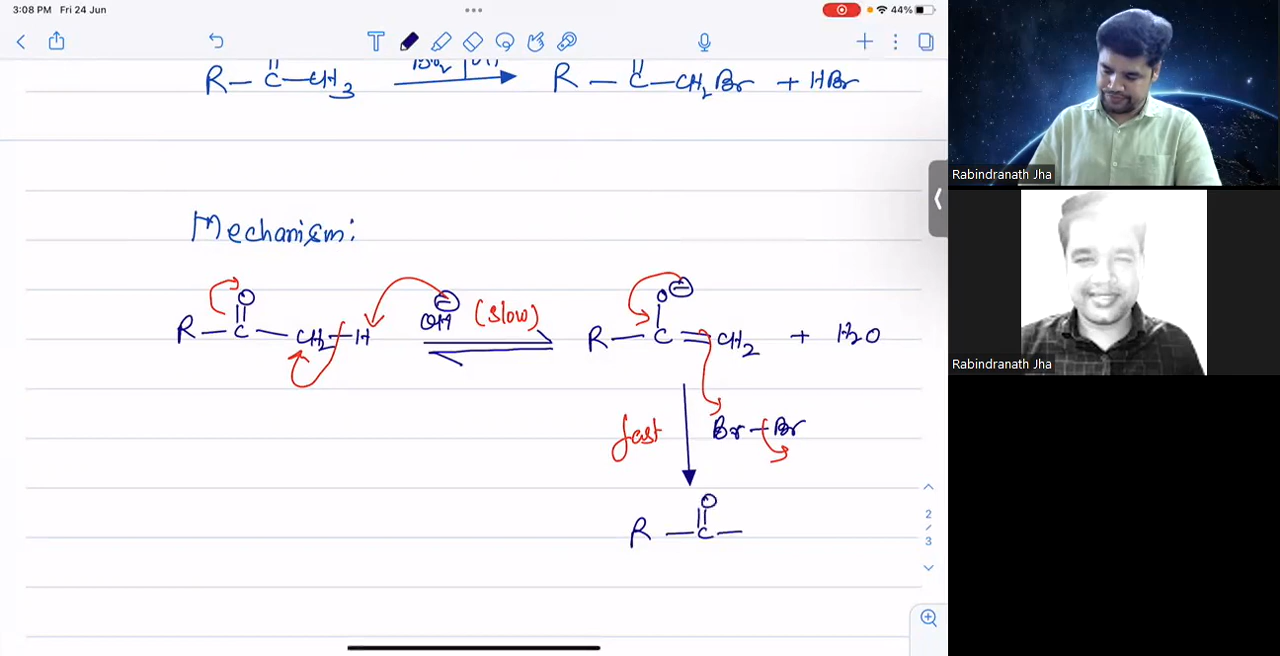 3:08 PM Fri 24 Jun
44%
T
R - C - CH3 → R - C - CH2Br + HBr
Mechanism:
O ⊖ O⊖
R - C - CH2 - H OH (slow) R - C = CH2 + H2O
fast Br - Br
O
R - C -
2
/
3
Rabindranath Jha
Rabindranath Jha